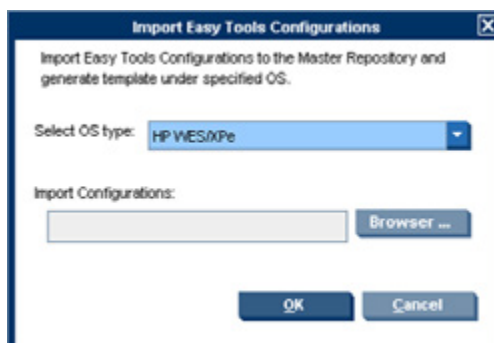 Import Easy Tools Configurations
Import Easy Tools Configurations to the Master Repository and
generate template under specified OS.
Select OS type:
HP WES/XPe
Import Configurations:
Browser ...
OK
Cancel